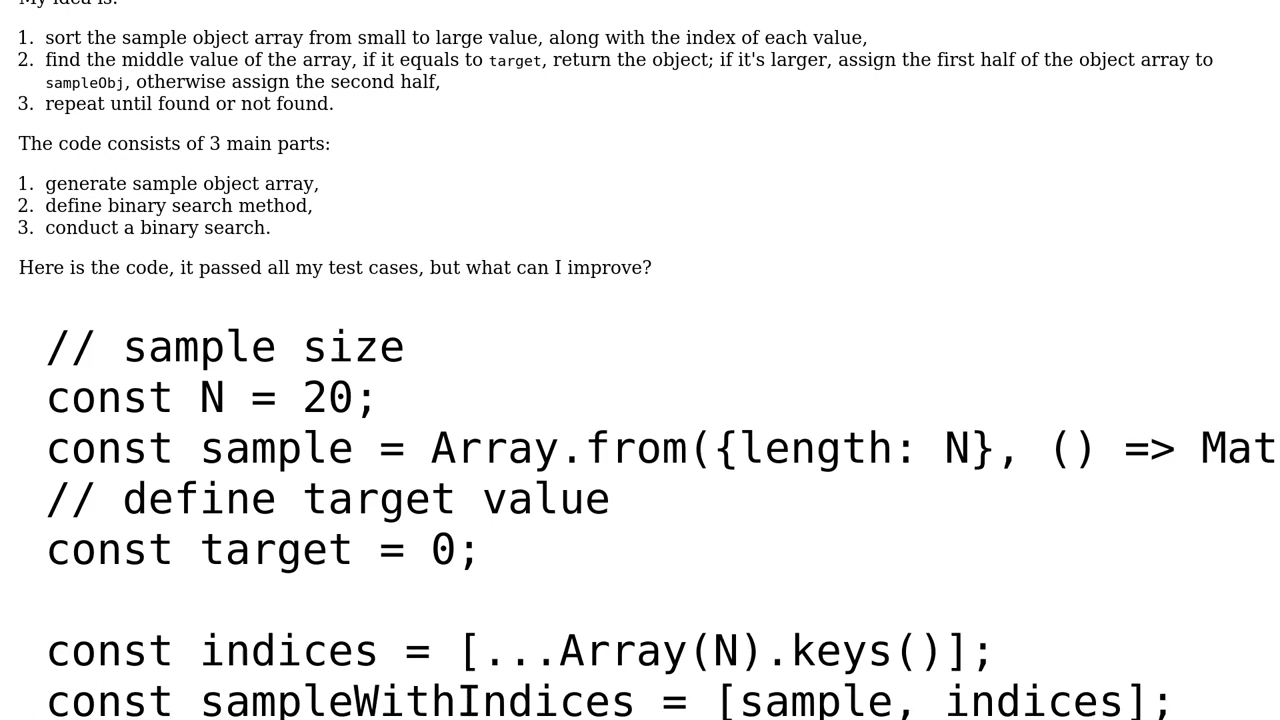 My idea is:
1. sort the sample object array from small to large value, along with the index of each value,
2. find the middle value of the array, if it equals to target, return the object; if it's larger, assign the first half of the object array to
sampleObj, otherwise assign the second half,
3. repeat until found or not found.
The code consists of 3 main parts:
1. generate sample object array,
2. define binary search method,
3. conduct a binary search.
Here is the code, it passed all my test cases, but what can I improve?
// sample size
const N = 20;
const sample = Array.from({length: N}, () => Mat
// define target value
const target = 0;
const indices = [...Array(N).keys()];
const sampleWithIndices = [sample, indices];